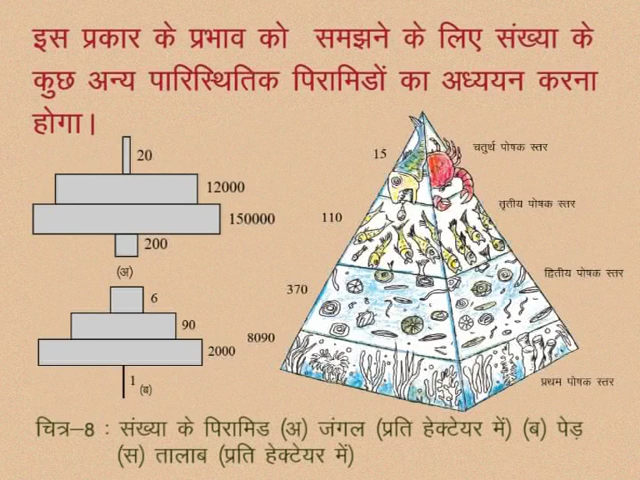 इस प्रकार के प्रभाव को समझने के लिए संख्या के
कुछ अन्य पारिस्थितिक पिरामिडों का अध्ययन करना
होगा।
20
12000
150000
200
(अ)
6
90
2000
1
(ब)
15
चतुर्थ पोषक स्तर
110
तृतीय पोषक स्तर
370
द्वितीय पोषक स्तर
8090
प्रथम पोषक स्तर
चित्र–8 : संख्या के पिरामिड (अ) जंगल (प्रति हेक्टेयर में) (ब) पेड़
(स) तालाब (प्रति हेक्टेयर में)